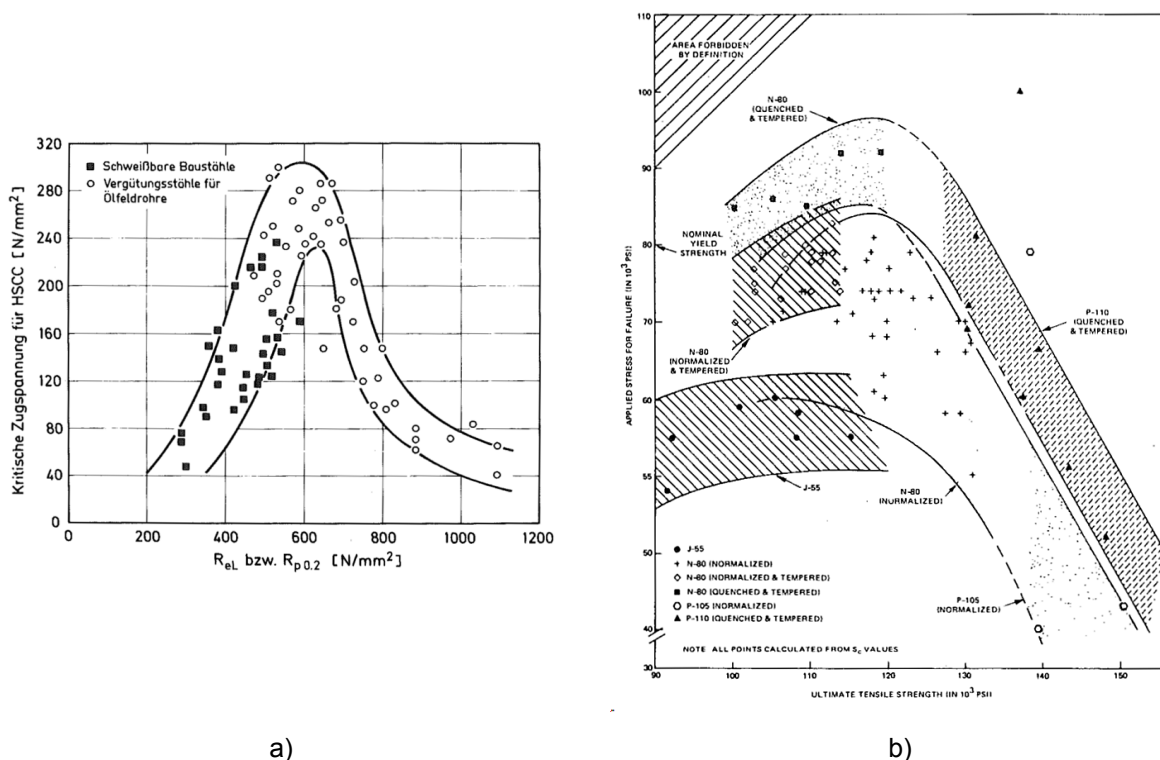 320
280
240
200
160
120
80
40
0
Kritische Zugspannung für HSCC [N/mm²]
Schweißbare Baustähle
Vergütungsstähle für
Ölfeldrohre
0
200
400
600
800
1000
1200
ReL bzw. Rp0.2 [N/mm²]
a)
110
100
90
80
70
60
55
50
40
30
APPLIED STRESS FOR FAILURE (IN 10³ PSI)
NOMINAL
YIELD
STRENGTH
AREA FORBIDDEN
BY DEFINITION
N-80
(QUENCHED
& TEMPERED)
N-80
(NORMALIZED
& TEMPERED)
P-110
(QUENCHED
& TEMPERED)
J-55
N-80
(NORMALIZED)
P-105
(NORMALIZED)
J-55
N-80 (NORMALIZED)
N-80 (NORMALIZED & TEMPERED)
N-80 (QUENCHED & TEMPERED)
P-105 (NORMALIZED)
P-110 (QUENCHED & TEMPERED)
NOTE ALL POINTS CALCULATED FROM Sc VALUES
90
100
110
120
130
140
150
ULTIMATE TENSILE STRENGTH (IN 10³ PSI)
b)